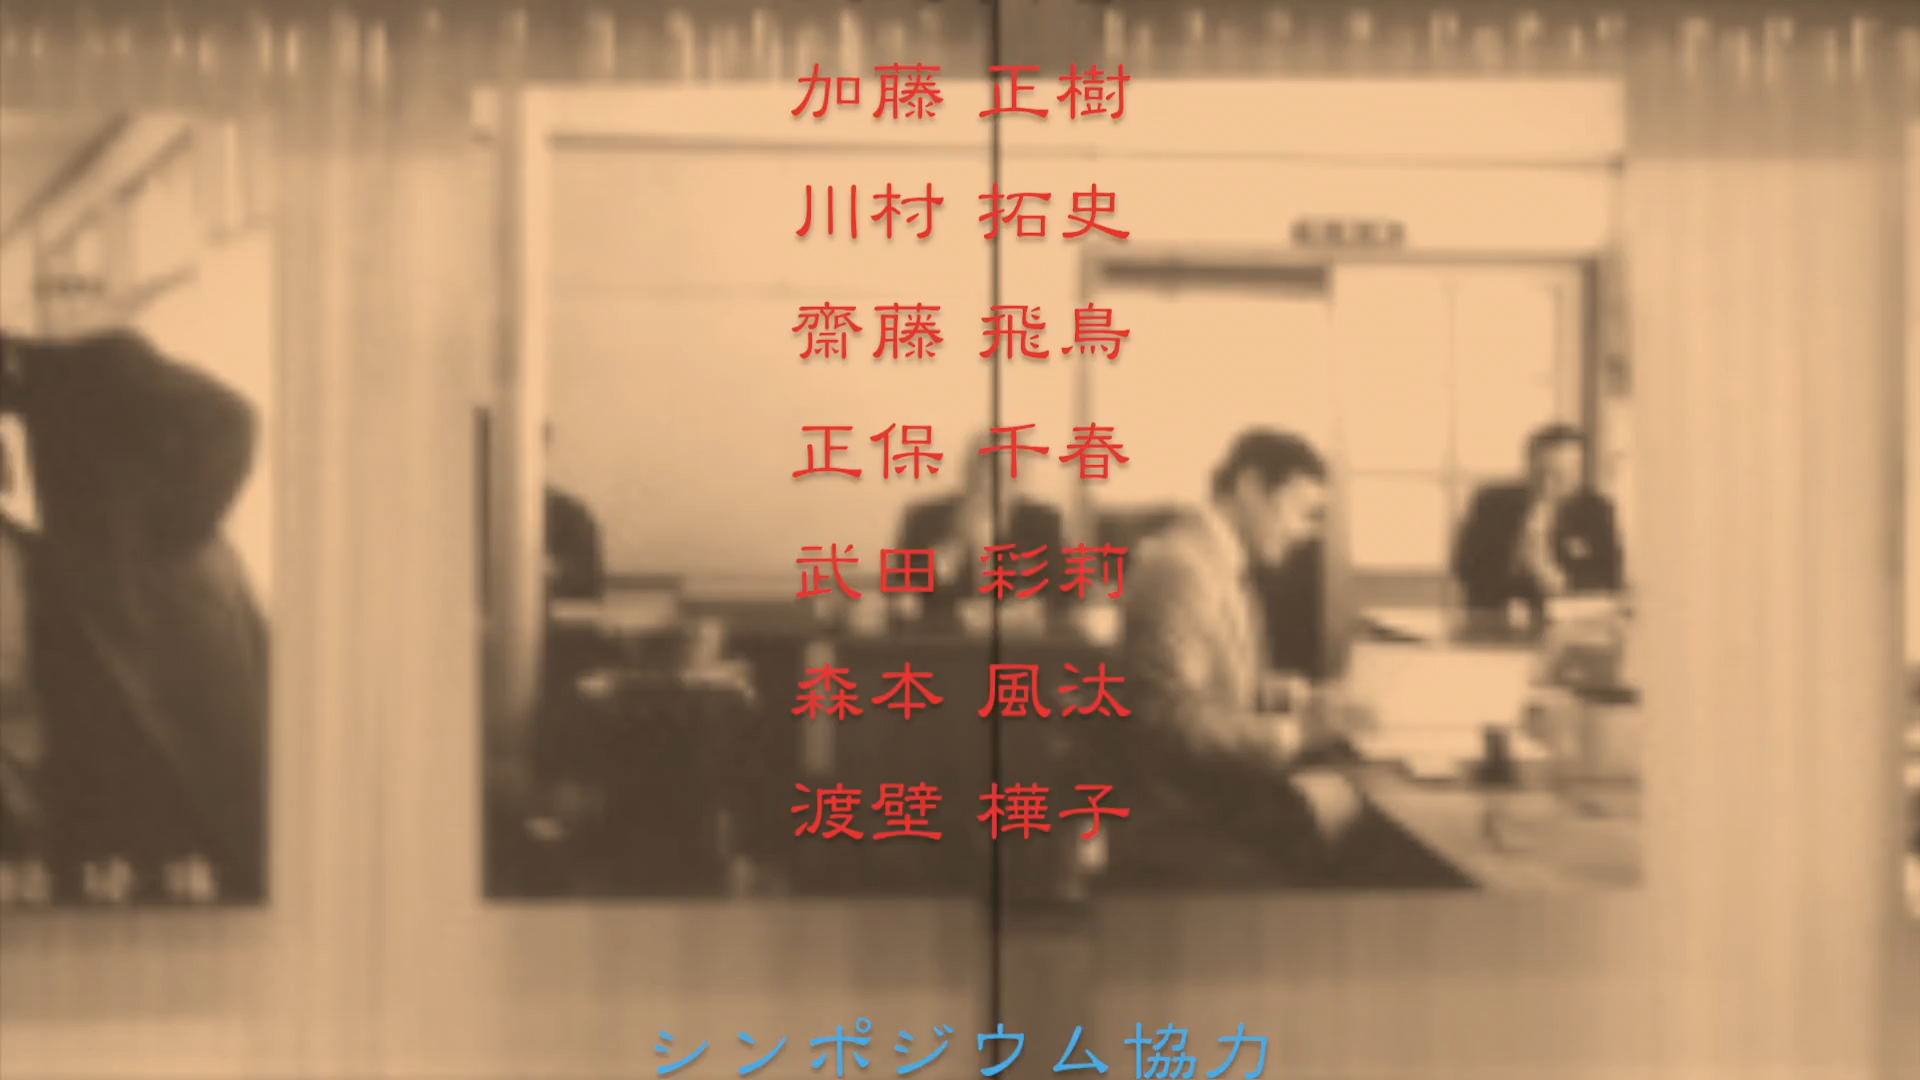 加藤 正樹
川村 拓史
齋藤 飛鳥
正保 千春
武田 彩莉
森本 風汰
渡壁 樺子
シンポジウム協力